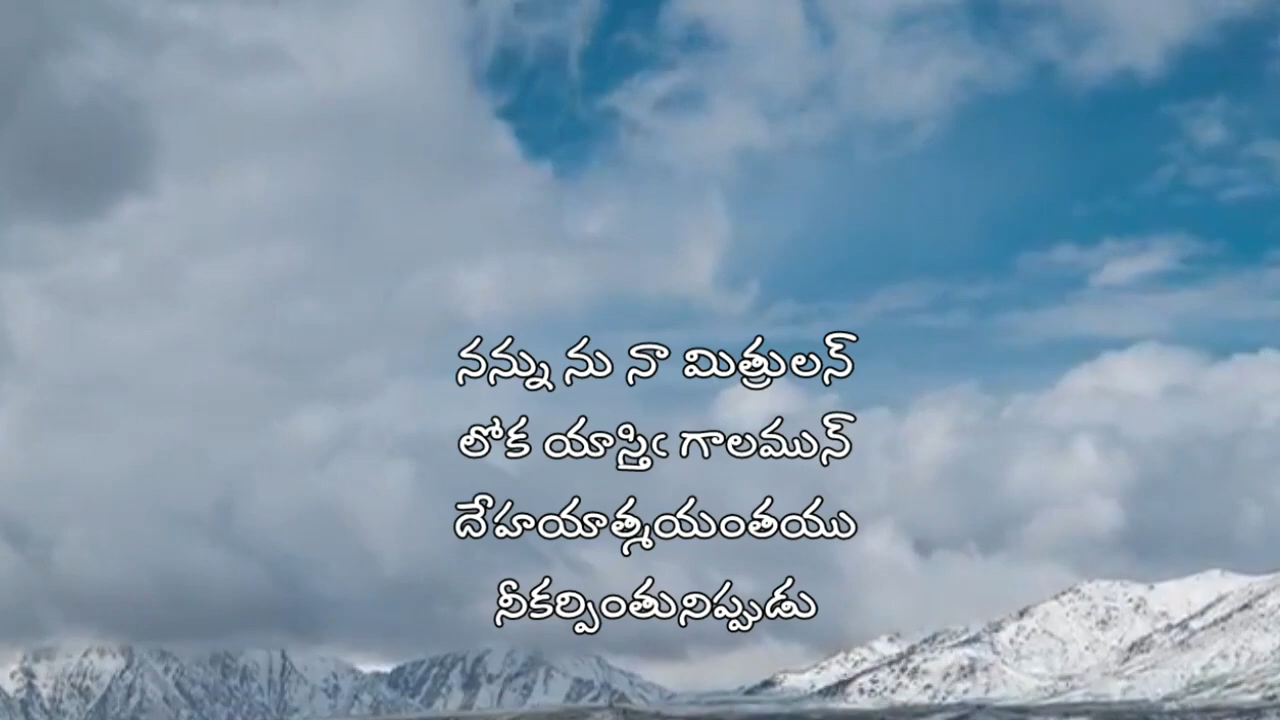 నన్ను ను నా మిత్రులన్
లోక యాస్తిఁ గాలమున్
దేహయాత్మయంతయు
నీకర్పింతునిప్పుడు